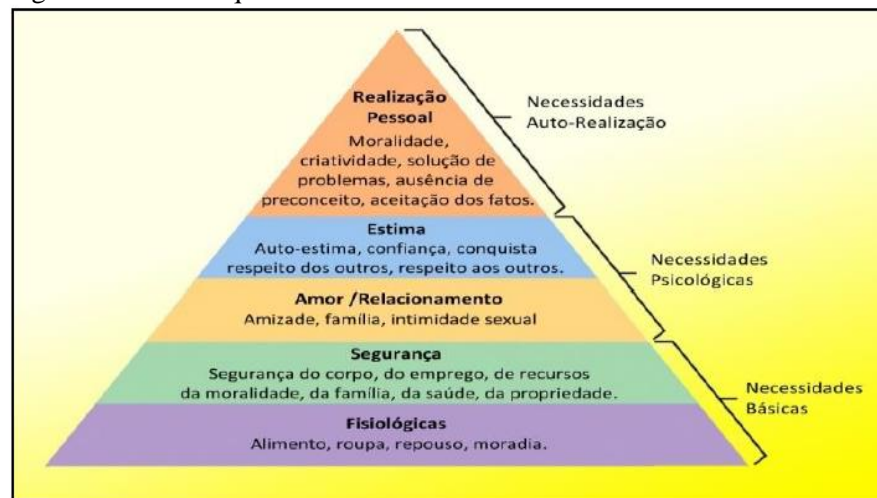 Realização
Pessoal
Moralidade,
criatividade, solução de
problemas, ausência de
preconceito, aceitação dos fatos.
Necessidades
Auto-Realização
Estima
Auto-estima, confiança, conquista
respeito dos outros, respeito aos outros.
Amor /Relacionamento
Amizade, família, intimidade sexual
Necessidades
Psicológicas
Segurança
Segurança do corpo, do emprego, de recursos
da moralidade, da família, da saúde, da propriedade.
Fisiológicas
Alimento, roupa, repouso, moradia.
Necessidades
Básicas